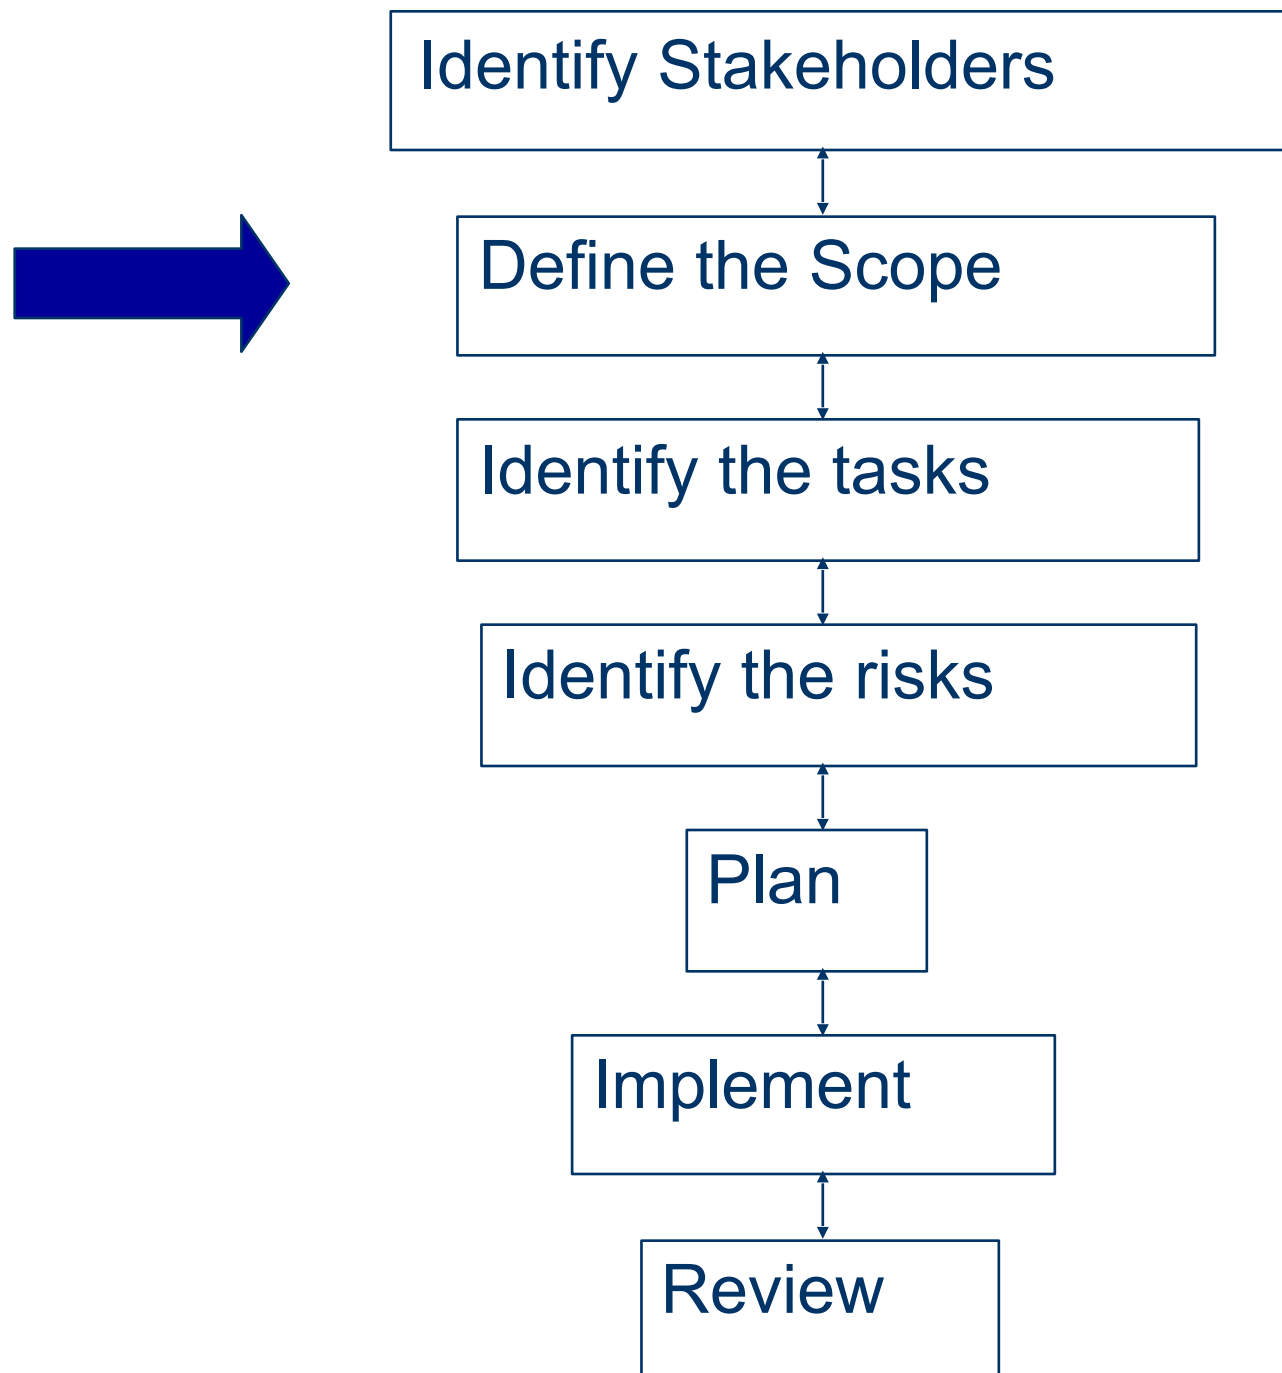 Identify Stakeholders
Define the Scope
Identify the tasks
Identify the risks
Plan
Implement
Review